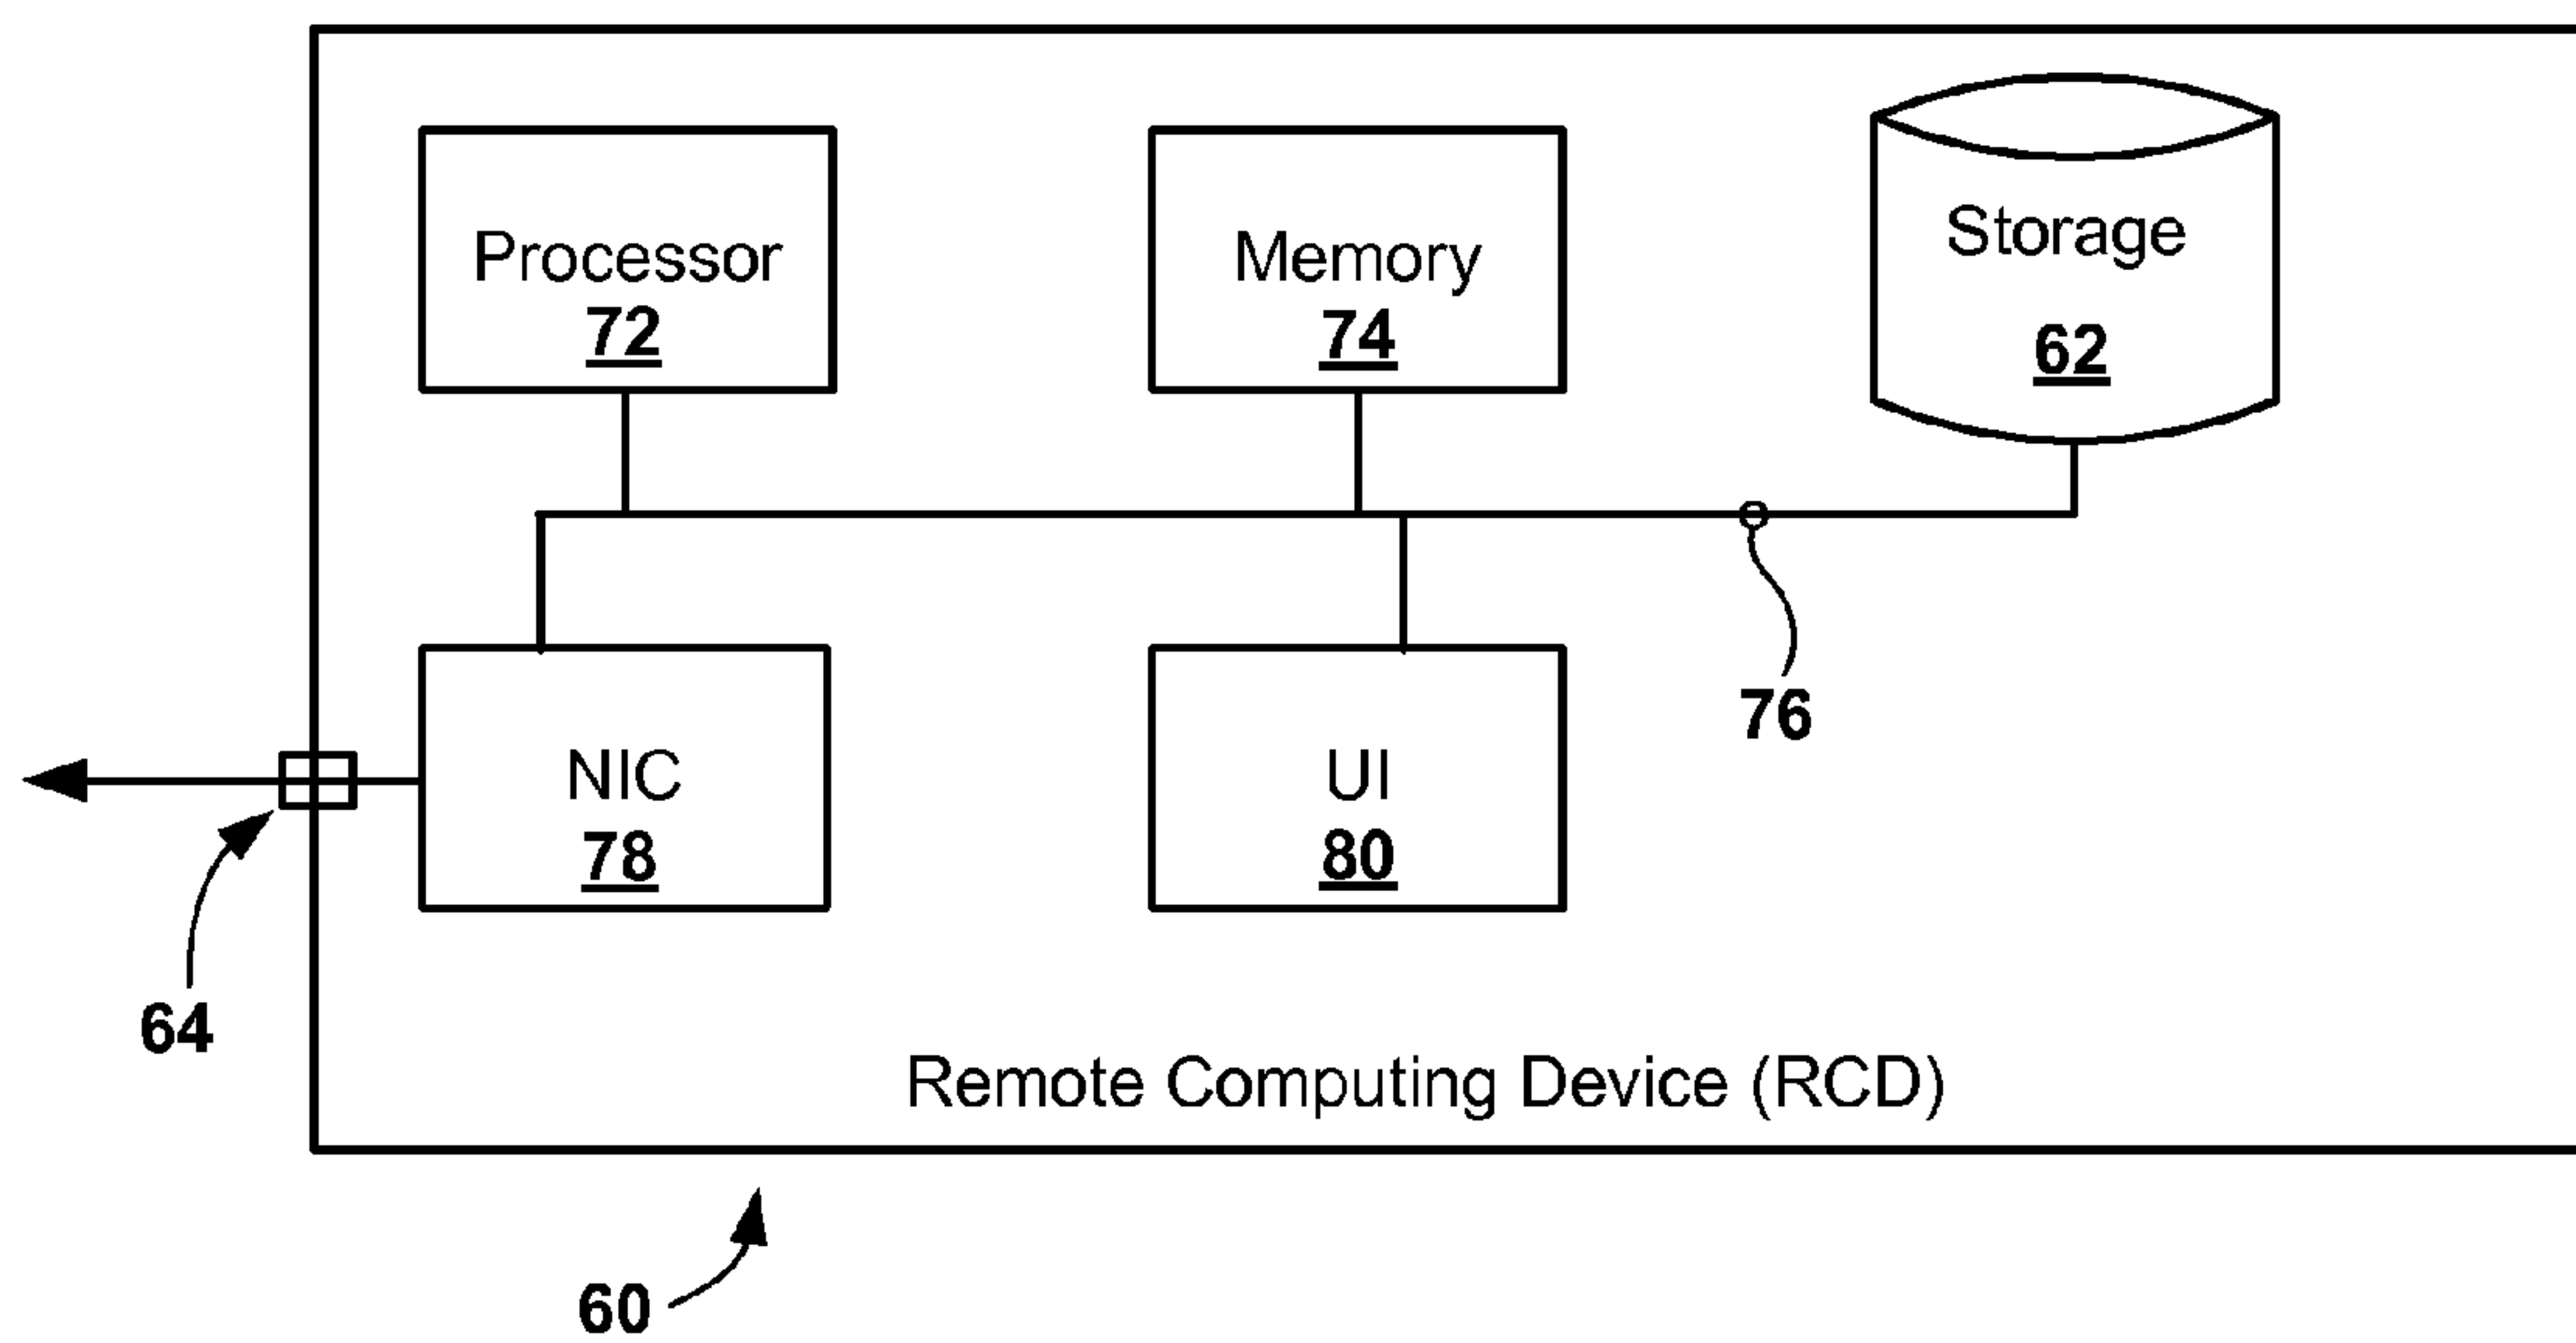 Processor
72
Memory
74
Storage
62
76
NIC
78
UI
80
64
Remote Computing Device (RCD)
60